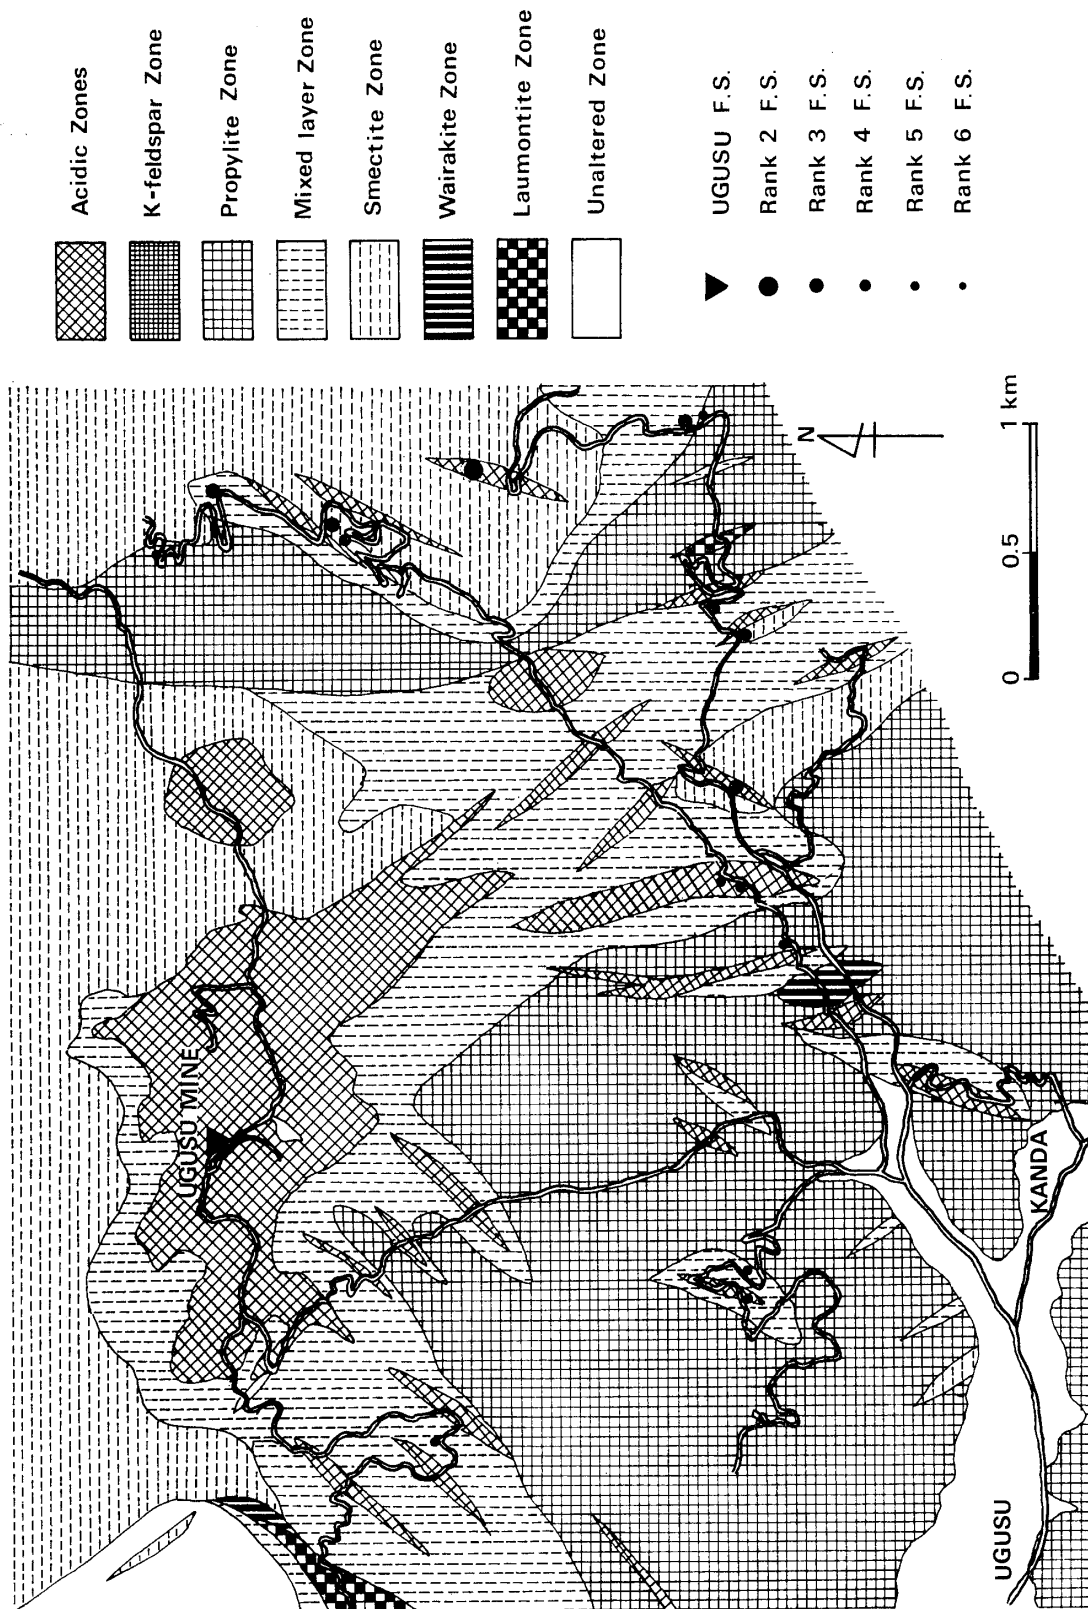 Acidic Zones
K-feldspar Zone
Propylite Zone
Mixed layer Zone
Smectite Zone
Wairakite Zone
Laumontite Zone
Unaltered Zone
UGUSU F.S.
Rank 2 F.S.
Rank 3 F.S.
Rank 4 F.S.
Rank 5 F.S.
Rank 6 F.S.
UGUSU MINE
N
0 0.5 1 km
KANDA
UGUSU